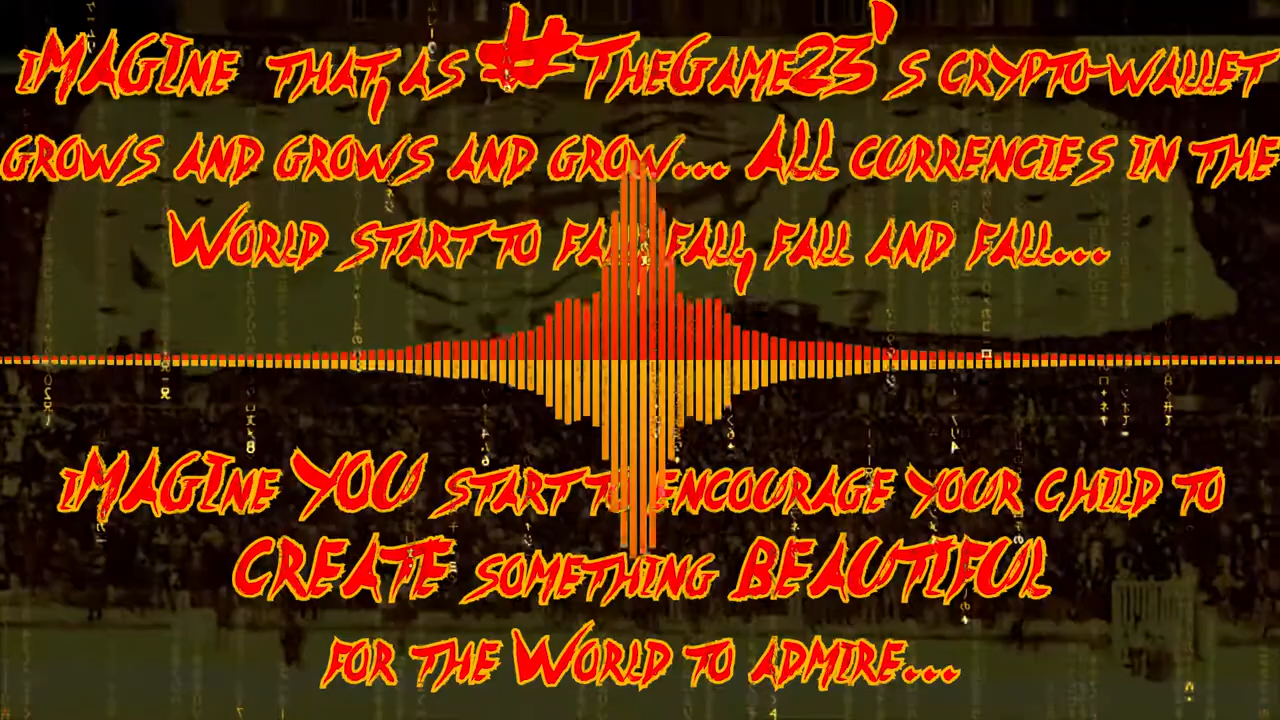 iMAGIne that, as #TheGame23's crypto-wallet
grows and grows and grow... All currencies in the
World start to fall, fall, fall and fall...
iMAGIne YOU start to encourage your child to
CREATE something BEAUTIFUL
for the World to admire...